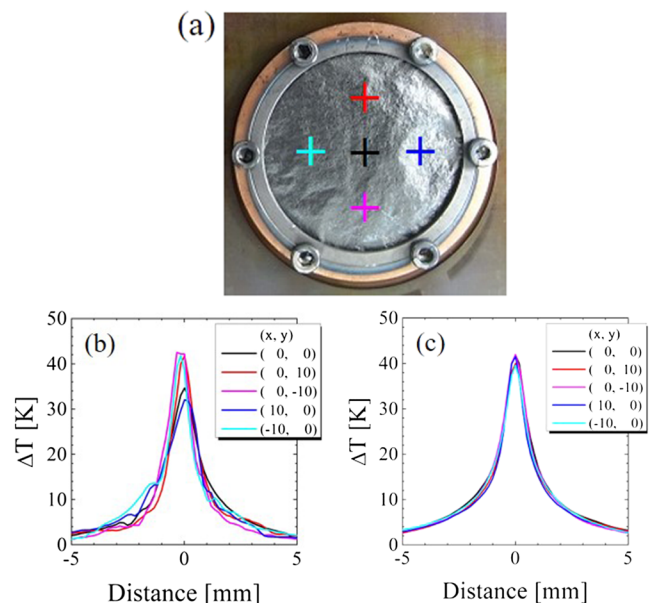 (a)
50
40
30
20
10
0
ΔT [K]
(b)
(x, y)
( 0, 0)
( 0, 10)
( 0, -10)
( 10, 0)
(-10, 0)
-5
0
5
Distance [mm]
50
40
30
20
10
0
ΔT [K]
(c)
(x, y)
( 0, 0)
( 0, 10)
( 0, -10)
( 10, 0)
(-10, 0)
-5
0
5
Distance [mm]